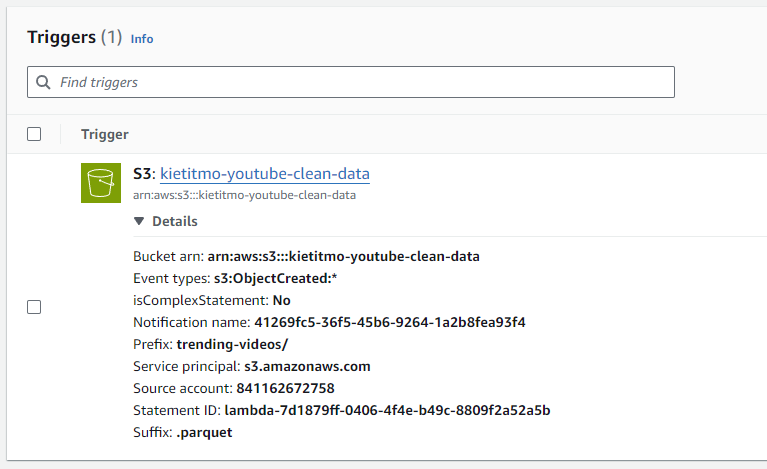 Triggers (1) Info
Find triggers
Trigger
S3: kietitmo-youtube-clean-data
arn:aws:s3:::kietitmo-youtube-clean-data
Details
Bucket arn: arn:aws:s3:::kietitmo-youtube-clean-data
Event types: s3:ObjectCreated:*
isComplexStatement: No
Notification name: 41269fc5-36f5-45b6-9264-1a2b8fea93f4
Prefix: trending-videos/
Service principal: s3.amazonaws.com
Source account: 841162672758
Statement ID: lambda-7d1879ff-0406-4f4e-b49c-8809f2a52a5b
Suffix: .parquet